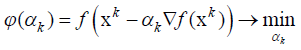 φ(α_k) = f(x^k − α_k∇f(x^k)) → min_{α_k}